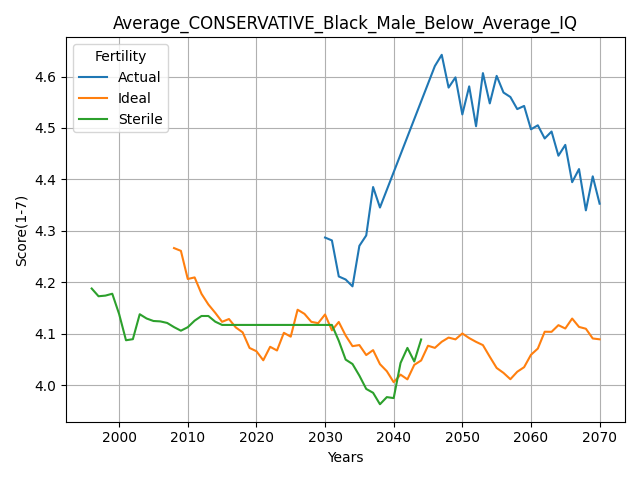 Average_CONSERVATIVE_Black_Male_Below_Average_IQ
Fertility
Actual
Ideal
Sterile
Score(1-7)
4.6
4.5
4.4
4.3
4.2
4.1
4.0
2000 2010 2020 2030 2040 2050 2060 2070
Years